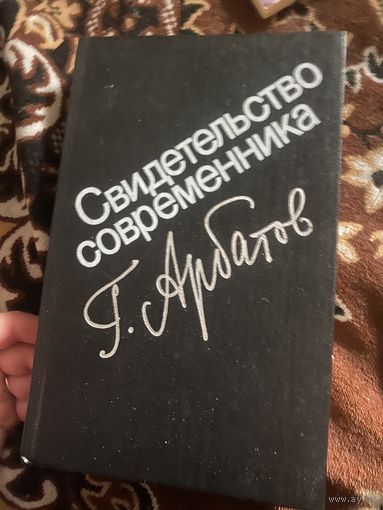 Свидетельство
современника
Г. Арбатов